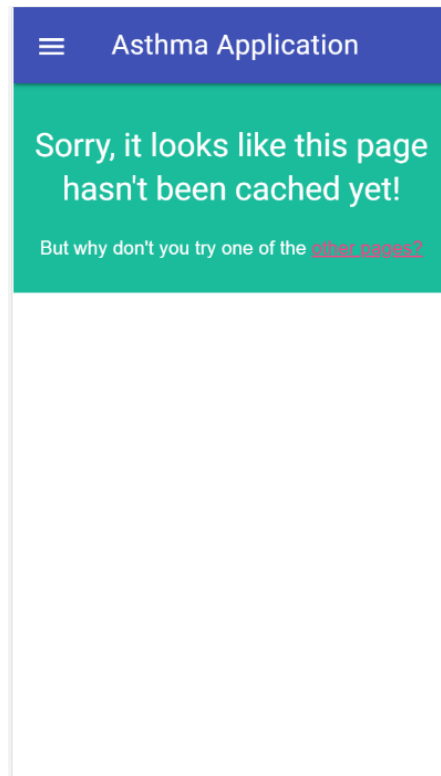 Asthma Application
Sorry, it looks like this page
hasn't been cached yet!
But why don't you try one of the other pages?